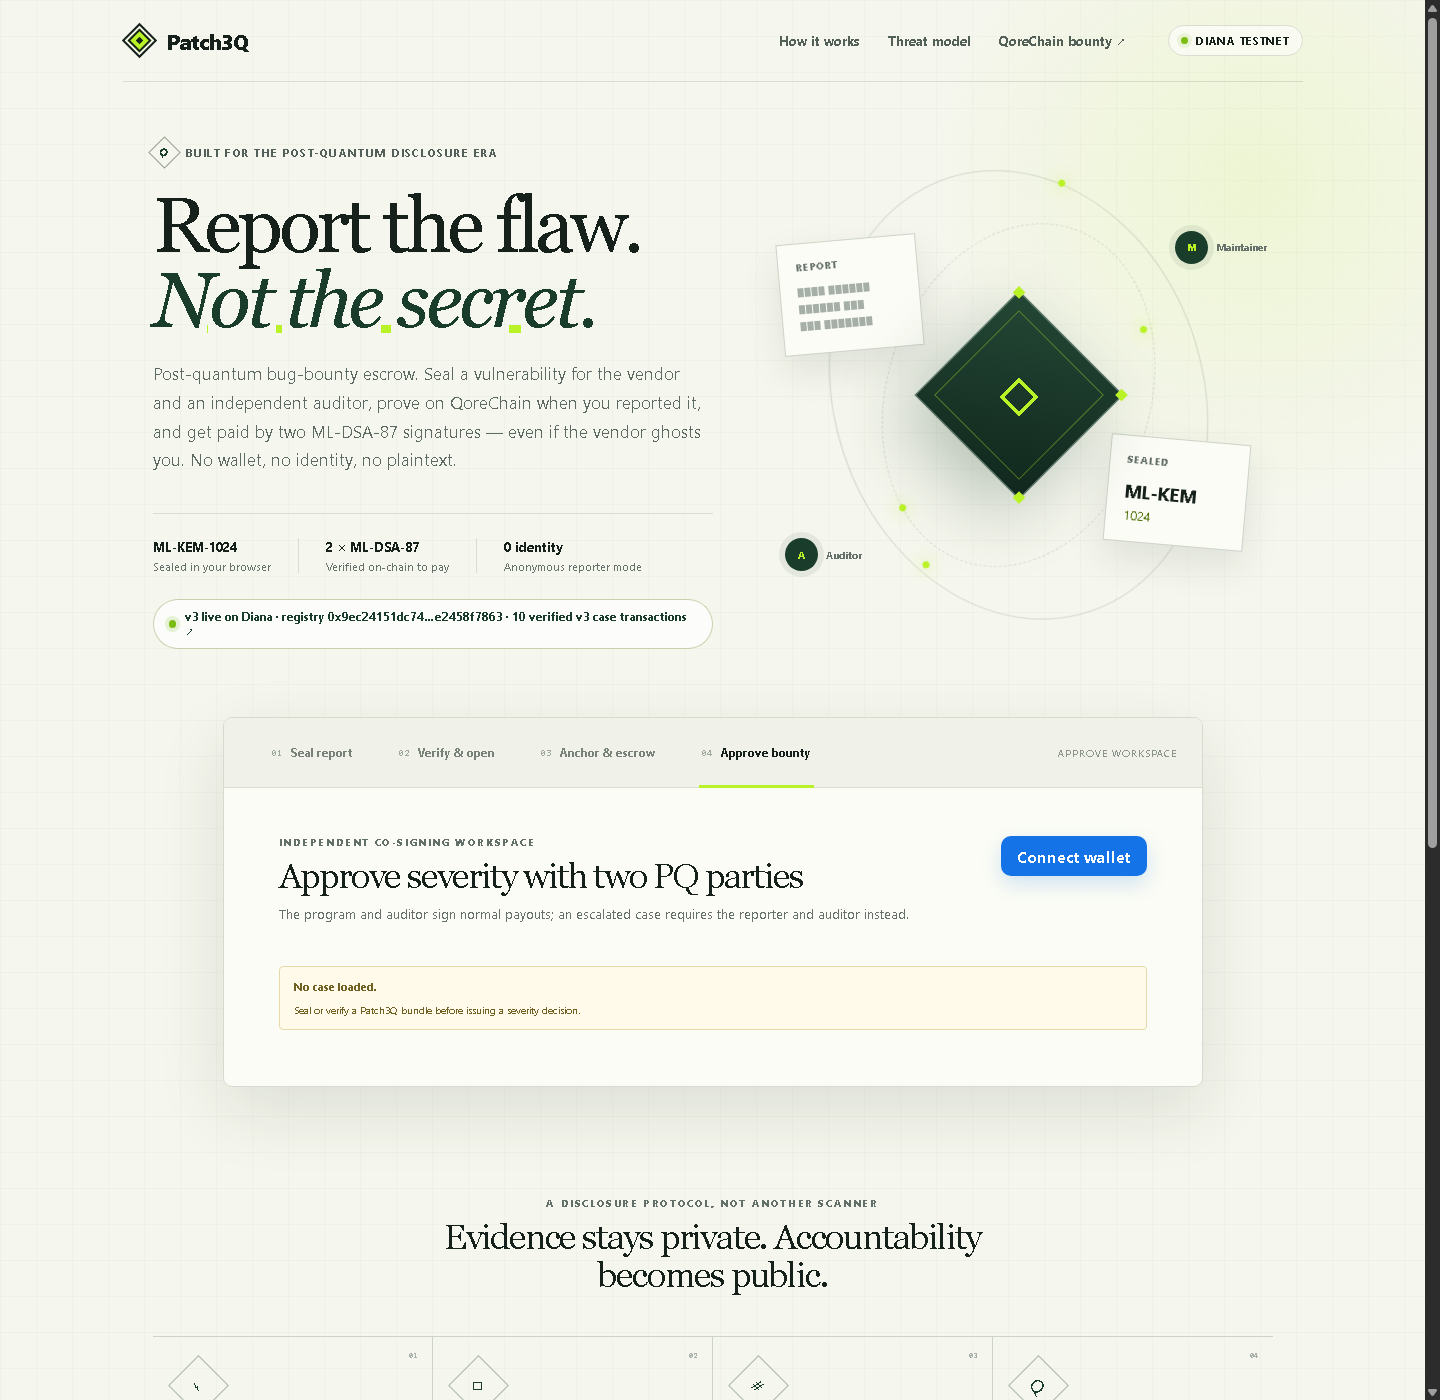 Patch3Q
How it works
Threat model
QoreChain bounty ↗
DIANA TESTNET
BUILT FOR THE POST-QUANTUM DISCLOSURE ERA
Report the flaw.
Not the secret.
Post-quantum bug-bounty escrow. Seal a vulnerability for the vendor
and an independent auditor, prove on QoreChain when you reported it,
and get paid by two ML-DSA-87 signatures — even if the vendor ghosts
you. No wallet, no identity, no plaintext.
ML-KEM-1024
Sealed in your browser
2 × ML-DSA-87
Verified on-chain to pay
0 identity
Anonymous reporter mode
v3 live on Diana · registry 0x9ec24151dc74…e2458f7863 · 10 verified v3 case transactions
↗
REPORT
M
Maintainer
SEALED
ML-KEM
1024
A
Auditor
01 Seal report
02 Verify & open
03 Anchor & escrow
04 Approve bounty
APPROVE WORKSPACE
INDEPENDENT CO-SIGNING WORKSPACE
Approve severity with two PQ parties
The program and auditor sign normal payouts; an escalated case requires the reporter and auditor instead.
Connect wallet
No case loaded.
Seal or verify a Patch3Q bundle before issuing a severity decision.
A DISCLOSURE PROTOCOL, NOT ANOTHER SCANNER
Evidence stays private. Accountability
becomes public.
01
02
03
04